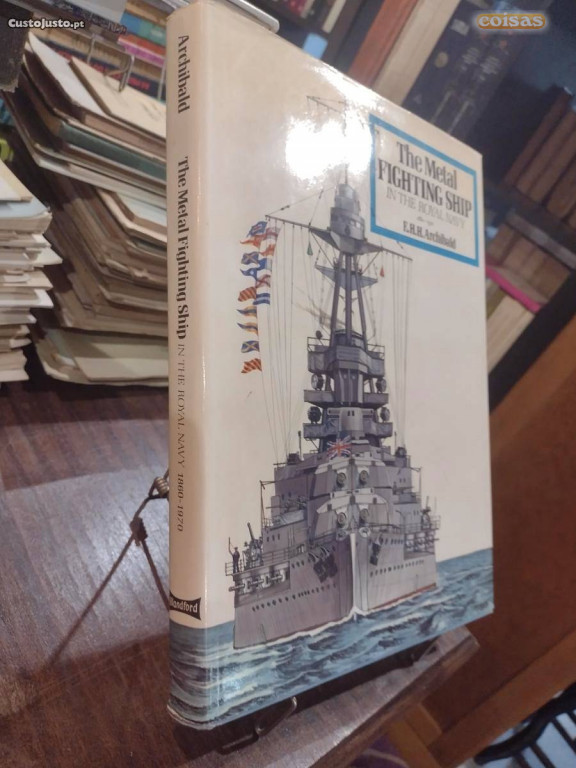 CustoJusto.pt
coisas
Archibald
The Metal Fighting Ship IN THE ROYAL NAVY 1860-1970
Blandford
The Metal
FIGHTING SHIP
IN THE ROYAL NAVY
E.H.H. Archibald